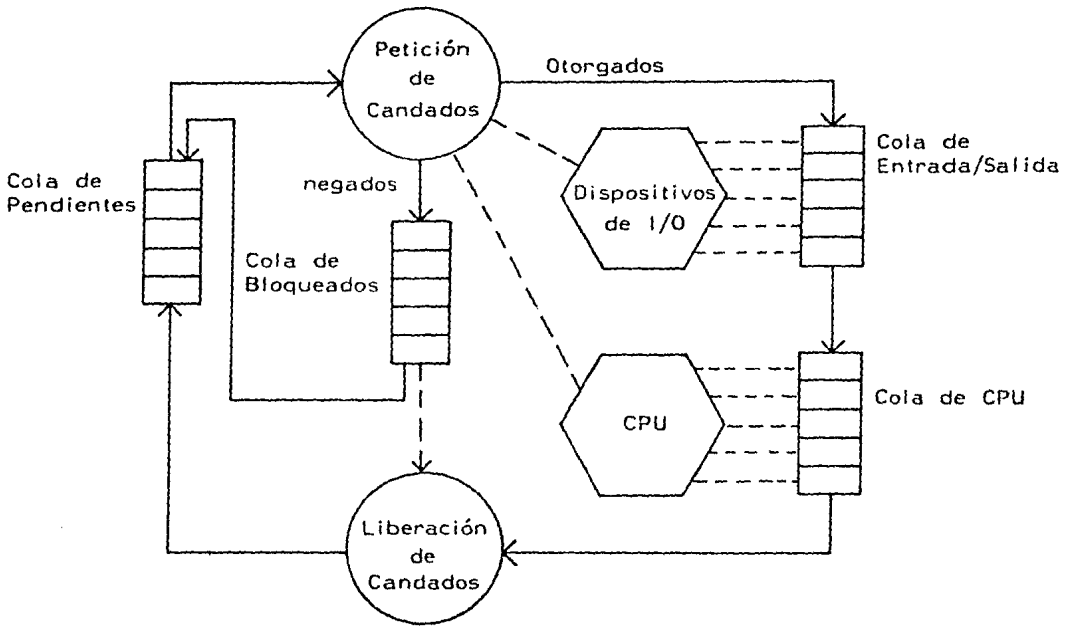 Petición
de
Candados
Otorgados
Cola de
Entrada/Salida
Cola de
Pendientes
negados
Dispositivos
de I/O
Cola de
Bloqueados
Cola de CPU
CPU
Liberación
de
Candados